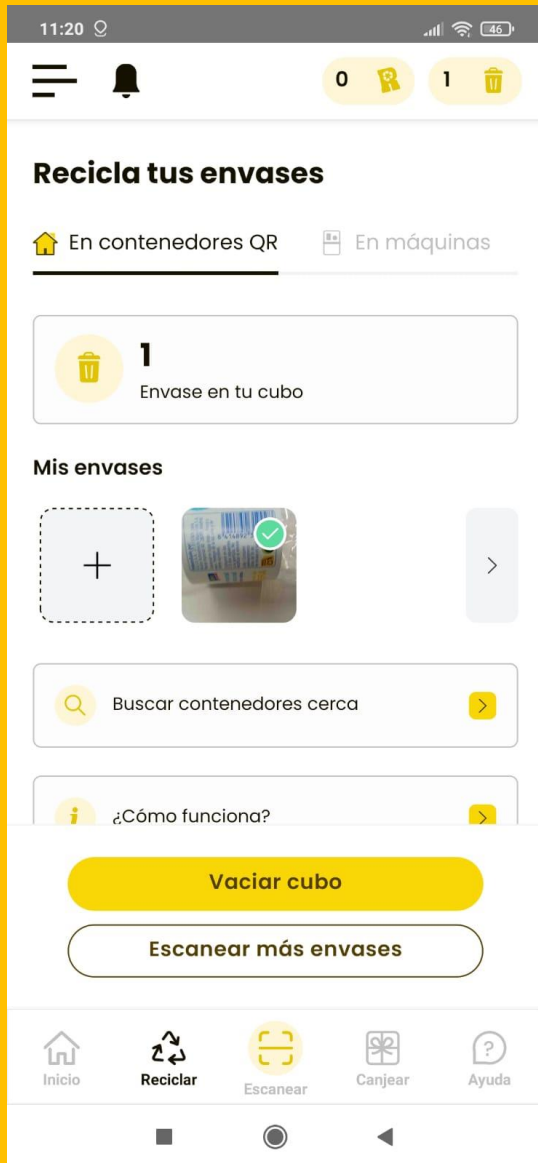 11:20
46
0
1
Recicla tus envases
En contenedores QR
En máquinas
1
Envase en tu cubo
Mis envases
Buscar contenedores cerca
¿Cómo funciona?
Vaciar cubo
Escanear más envases
Inicio
Reciclar
Escanear
Canjear
Ayuda